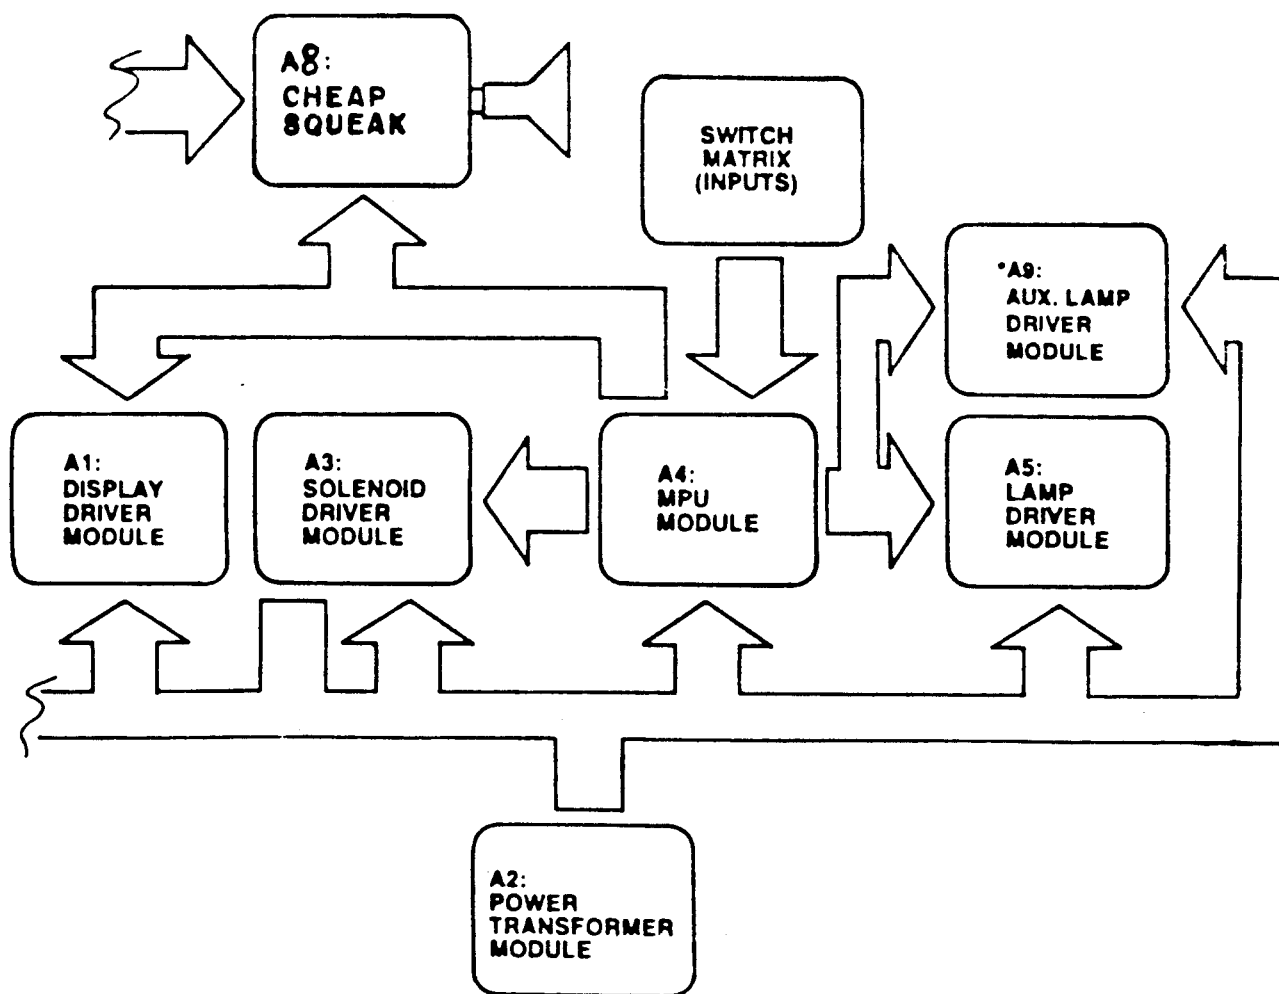 A8:
CHEAP
SQUEAK
SWITCH
MATRIX
(INPUTS)
*A9:
AUX. LAMP
DRIVER
MODULE
A1:
DISPLAY
DRIVER
MODULE
A3:
SOLENOID
DRIVER
MODULE
A4:
MPU
MODULE
A5:
LAMP
DRIVER
MODULE
A2:
POWER
TRANSFORMER
MODULE